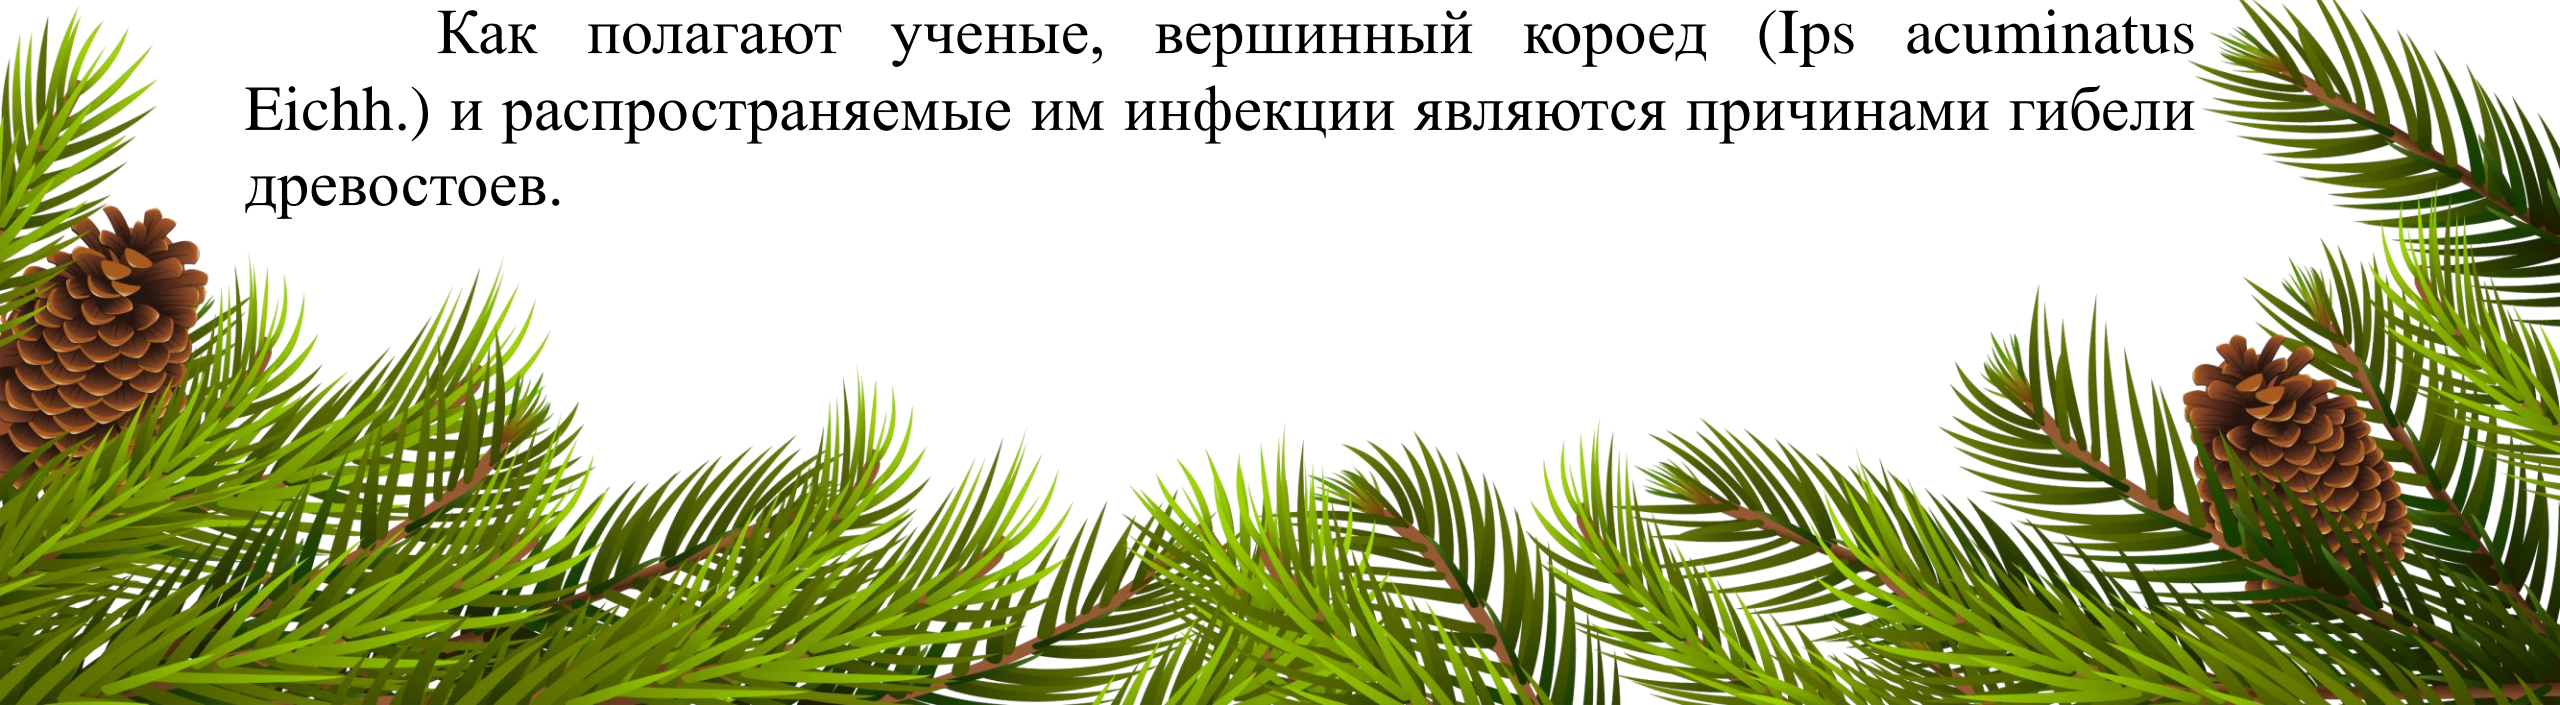 Как полагают ученые, вершинный короед (Ips acuminatus
Eichh.) и распространяемые им инфекции являются причинами гибели
древостоев.